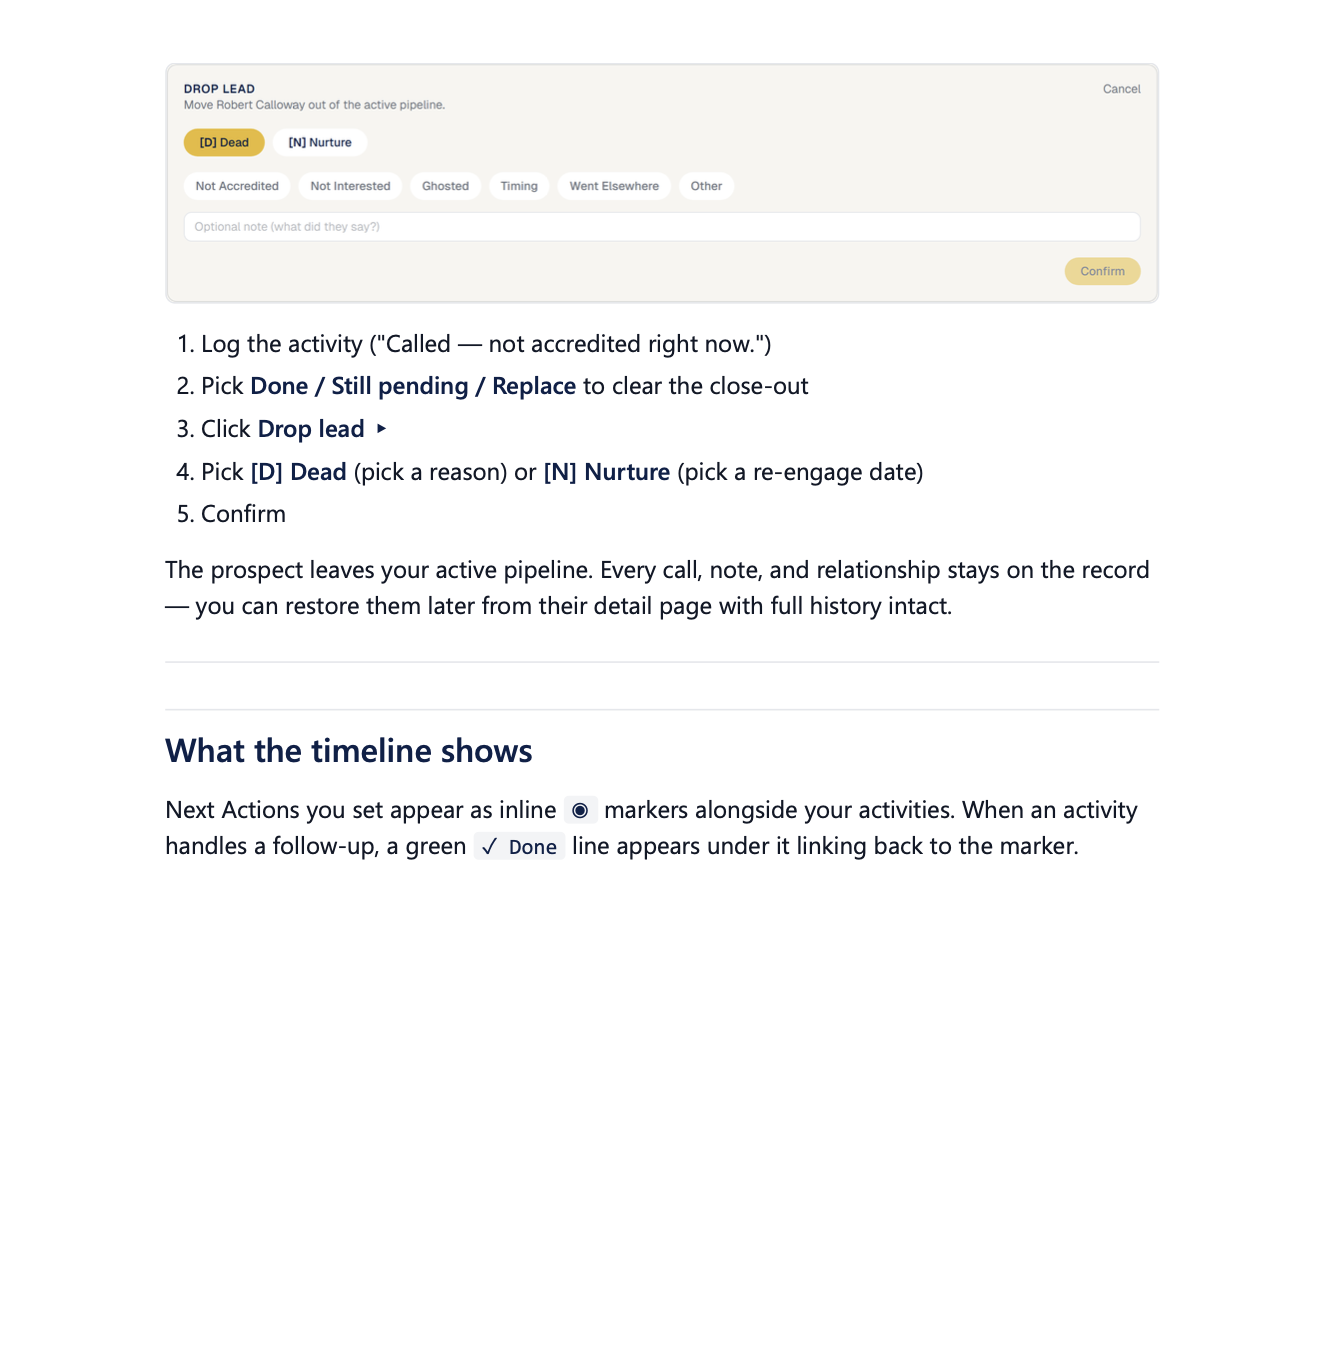 DROP LEAD
Cancel
Move Robert Calloway out of the active pipeline.
[D] Dead
[N] Nurture
Not Accredited
Not Interested
Ghosted
Timing
Went Elsewhere
Other
Optional note (what did they say?)
Confirm
1. Log the activity ("Called — not accredited right now.")
2. Pick Done / Still pending / Replace to clear the close-out
3. Click Drop lead ▸
4. Pick [D] Dead (pick a reason) or [N] Nurture (pick a re-engage date)
5. Confirm
The prospect leaves your active pipeline. Every call, note, and relationship stays on the record
— you can restore them later from their detail page with full history intact.
What the timeline shows
Next Actions you set appear as inline ◉ markers alongside your activities. When an activity
handles a follow-up, a green ✓ Done line appears under it linking back to the marker.